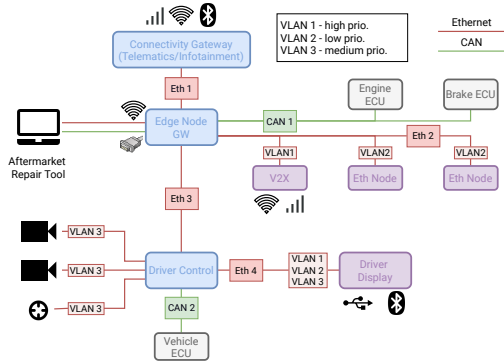 Connectivity Gateway
(Telematics/Infotainment)
VLAN 1 - high prio.
VLAN 2 - low prio.
VLAN 3 - medium prio.
Ethernet
CAN
Eth 1
Engine
ECU
Brake ECU
Edge Node
GW
CAN 1
Eth 2
Aftermarket
Repair Tool
VLAN1
VLAN2
VLAN2
V2X
Eth Node
Eth Node
Eth 3
VLAN 3
VLAN 3
VLAN 3
Driver Control
Eth 4
VLAN 1
VLAN 2
VLAN 3
Driver
Display
CAN 2
Vehicle
ECU